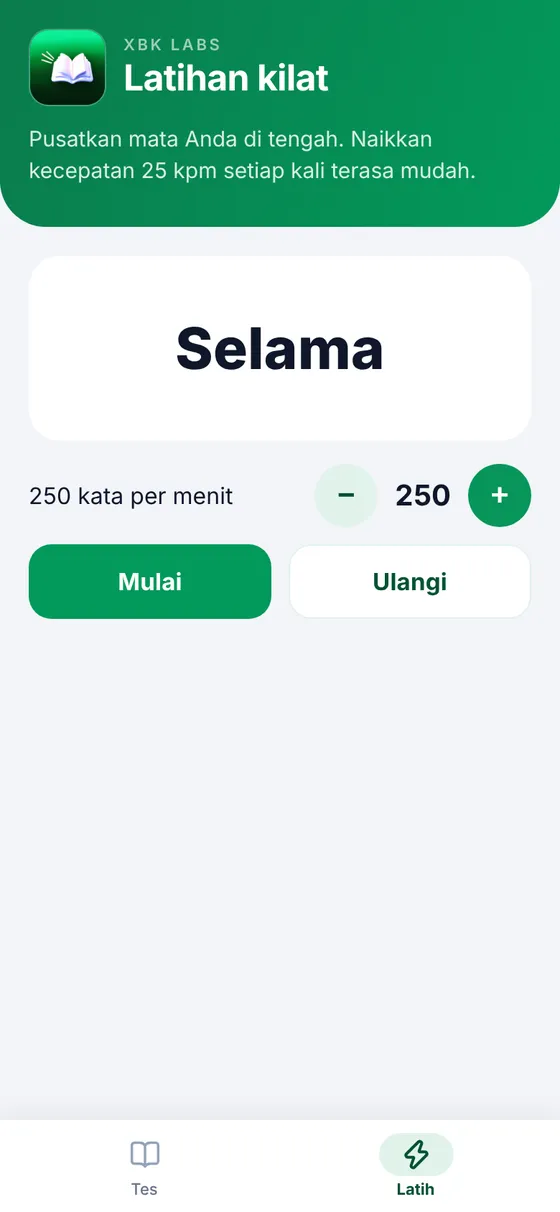 XBK LABS
Latihan kilat
Pusatkan mata Anda di tengah. Naikkan
kecepatan 25 kpm setiap kali terasa mudah.
Selama
250 kata per menit
− 250 +
Mulai Ulangi
Tes Latih